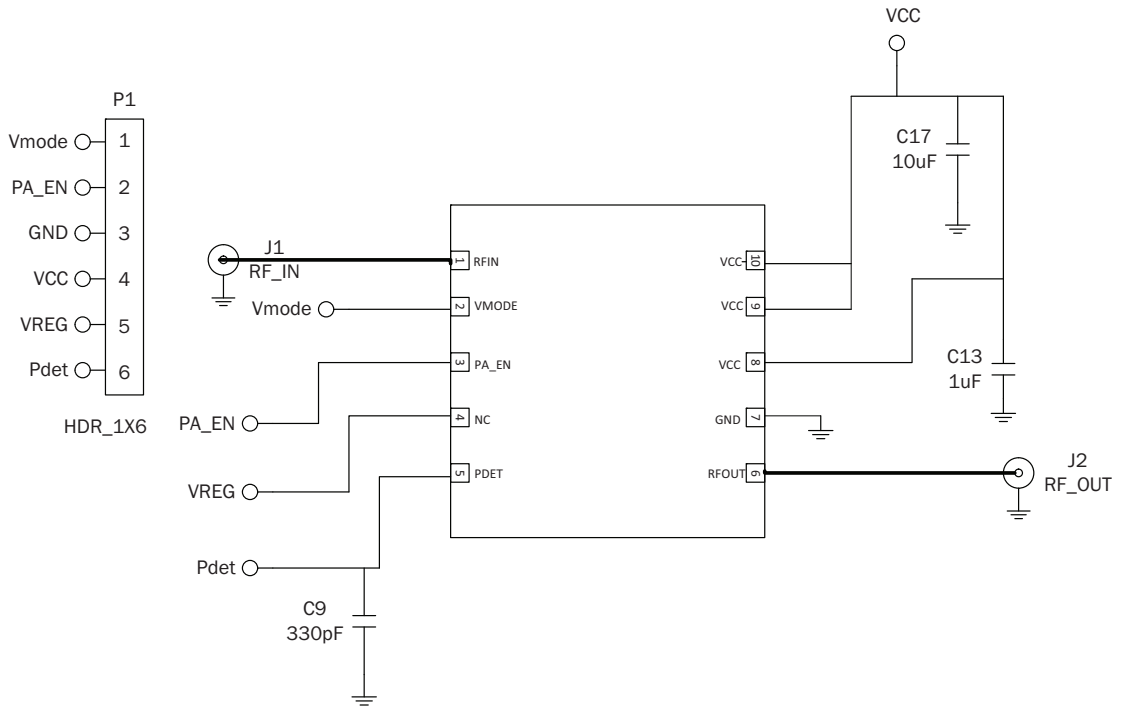 VCC
P1
Vmode 1
PA_EN 2
GND 3
VCC 4
VREG 5
Pdet 6
HDR_1X6
J1
RF_IN
Vmode
PA_EN
VREG
Pdet
C9
330pF
1 RFIN
2 VMODE
3 PA_EN
4 NC
5 PDET
VCC 10
VCC 9
VCC 8
GND 7
RFOUT 6
C17
10uF
C13
1uF
J2
RF_OUT